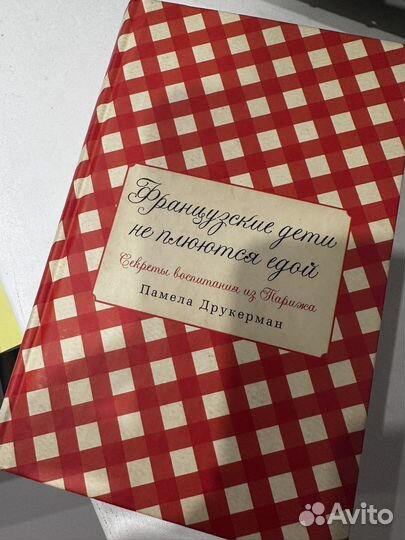 Французские дети
не плюются едой
Секреты воспитания из Парижа
Памела Друкерман
Avito